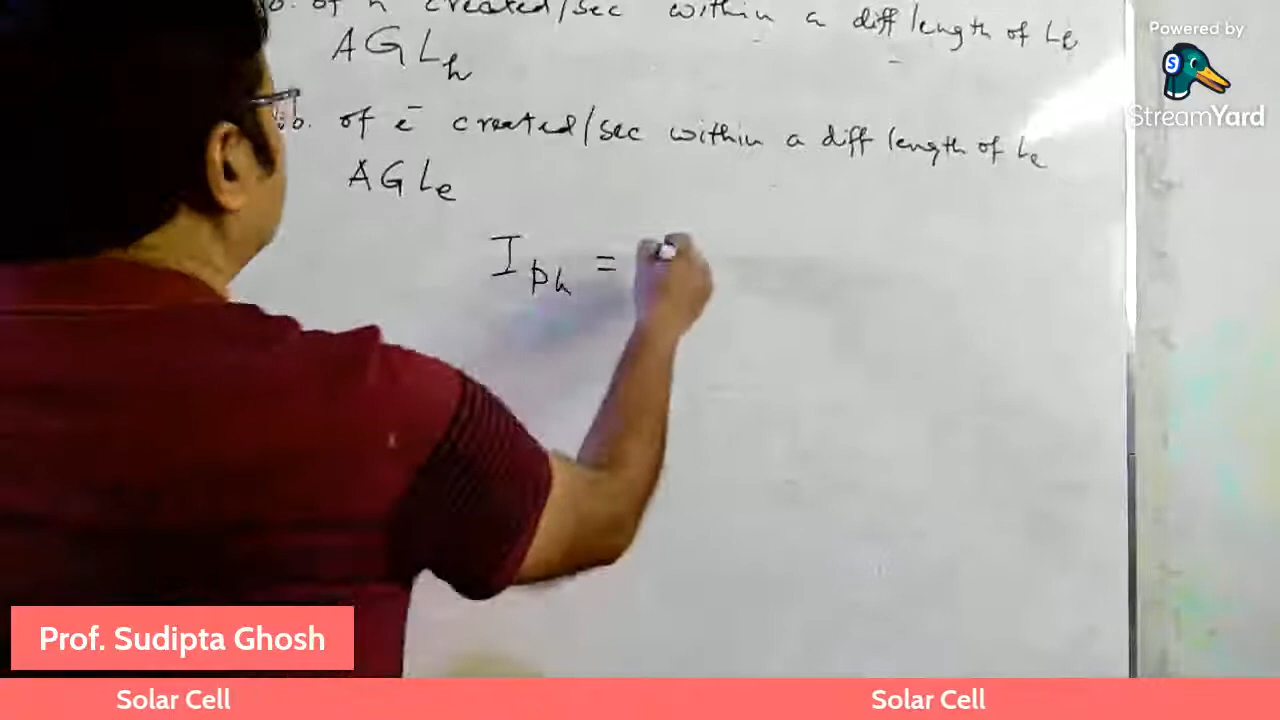 of h created/sec within a diff length of Le
AGLh
No. of ē created/sec within a diff length of Le
AGLe
Iph =
Powered by
StreamYard
Prof. Sudipta Ghosh
Solar Cell
Solar Cell